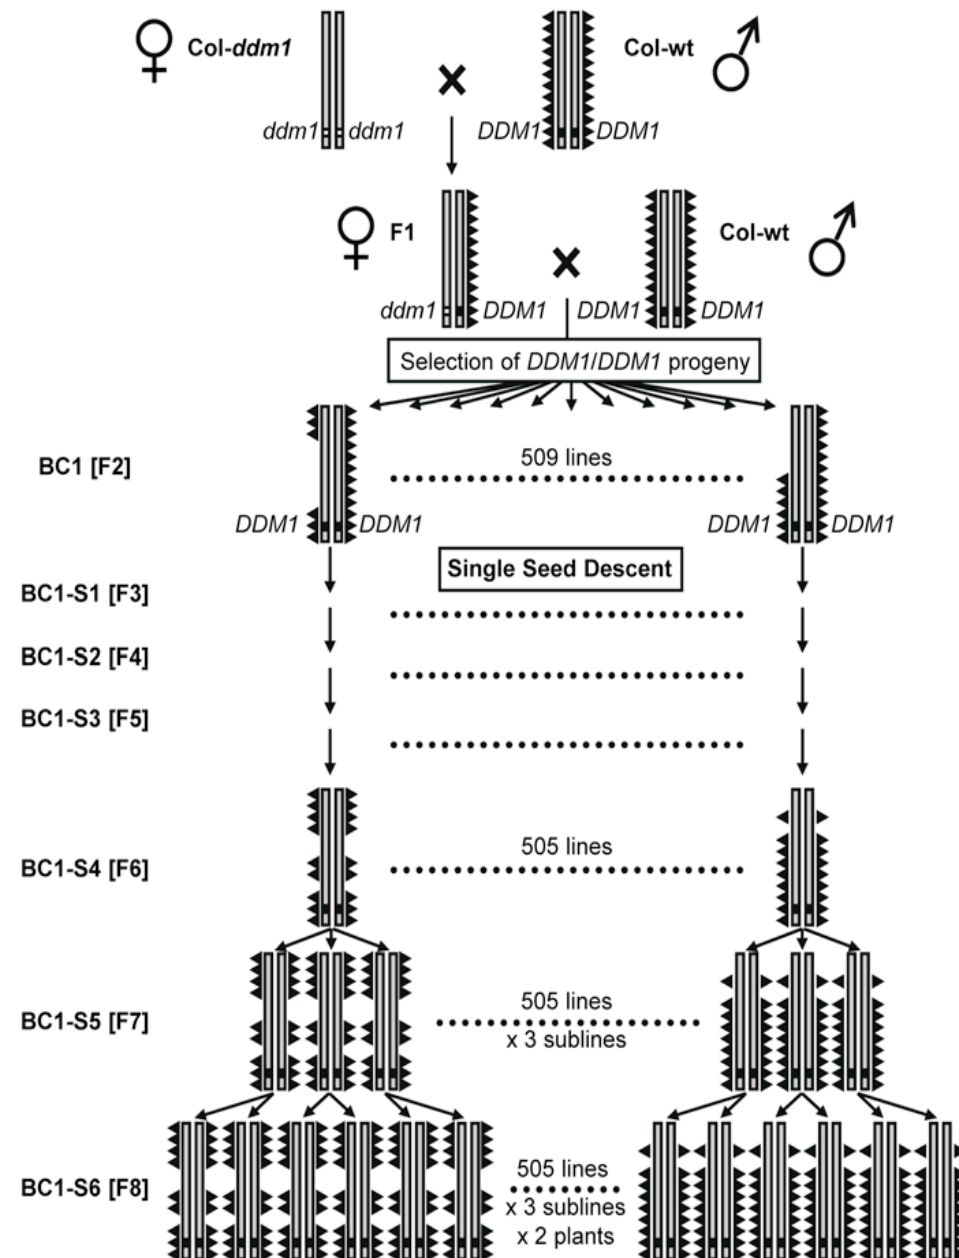 ♀ Col-ddm1 Col-wt ♂
ddm1 ddm1 DDM1 DDM1
♀ F1 Col-wt ♂
ddm1 DDM1 DDM1 DDM1
Selection of DDM1/DDM1 progeny
BC1 [F2]
509 lines
DDM1 DDM1 DDM1 DDM1
Single Seed Descent
BC1-S1 [F3]
BC1-S2 [F4]
BC1-S3 [F5]
BC1-S4 [F6]
505 lines
BC1-S5 [F7]
505 lines
x 3 sublines
BC1-S6 [F8]
505 lines
x 3 sublines
x 2 plants